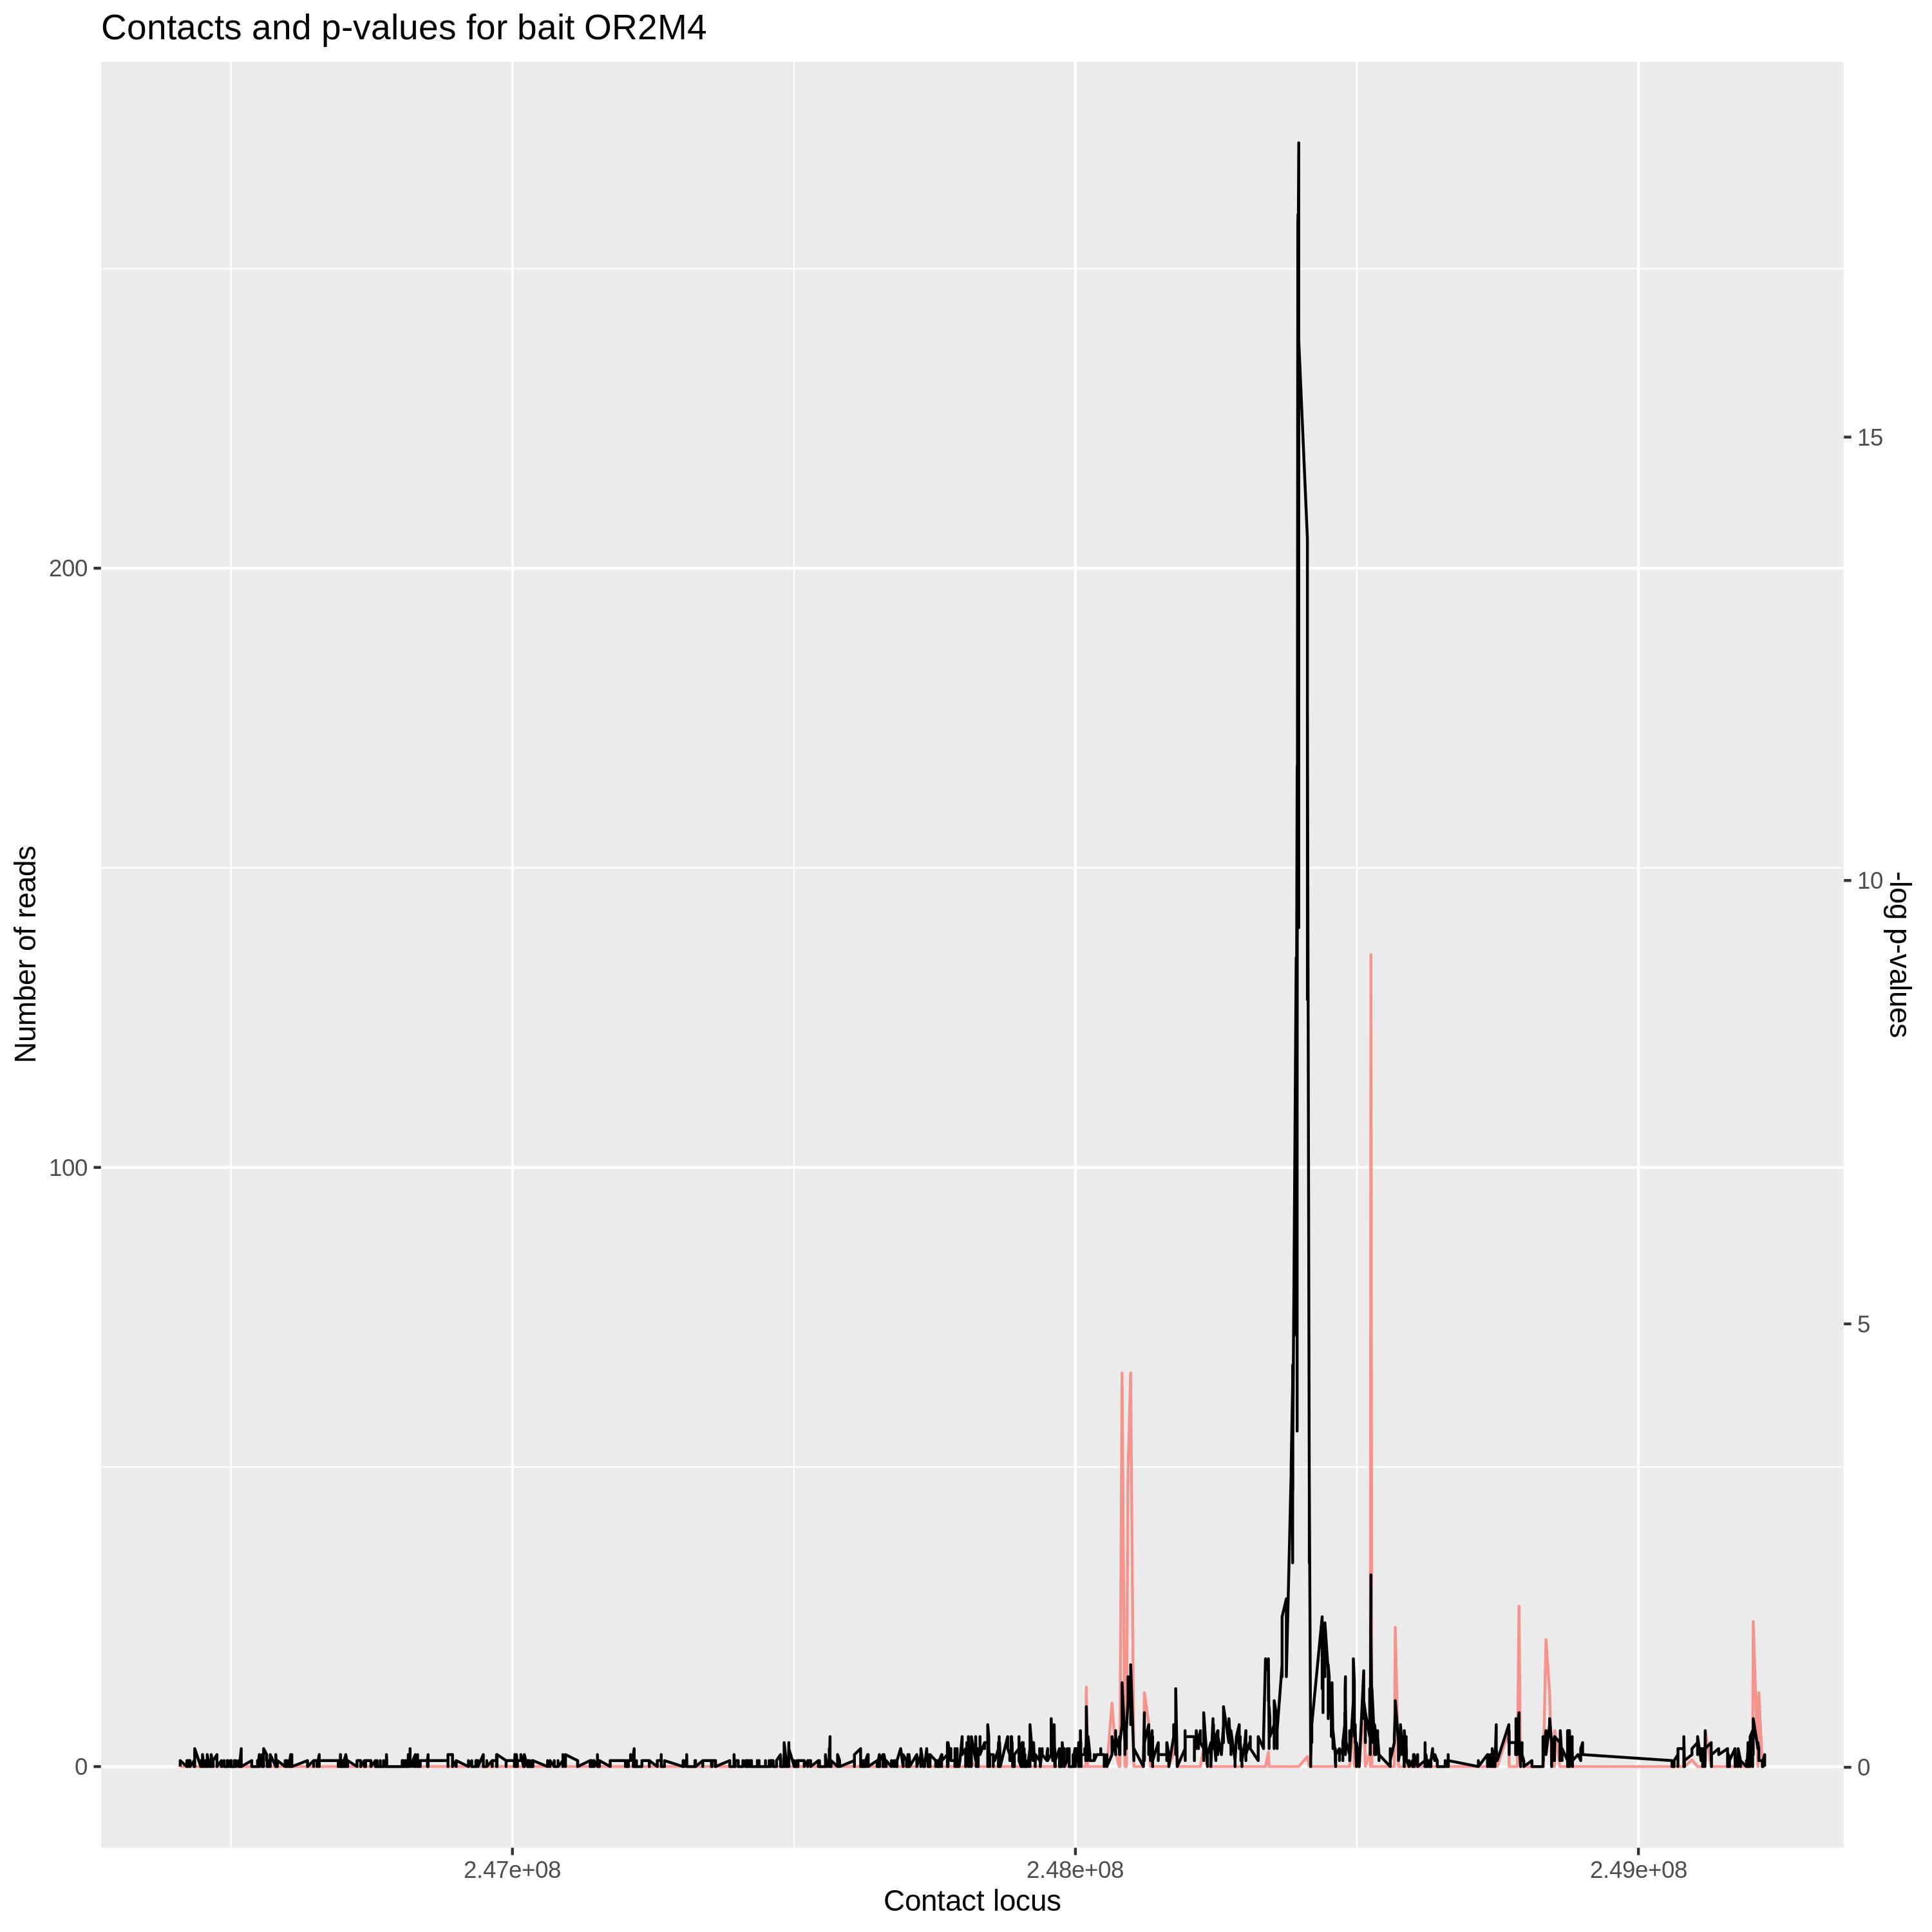 Contacts and p-values for bait OR2M4
Number of reads
200
100
0
15
10
5
0
-log p-values
2.47e+08
2.48e+08
2.49e+08
Contact locus